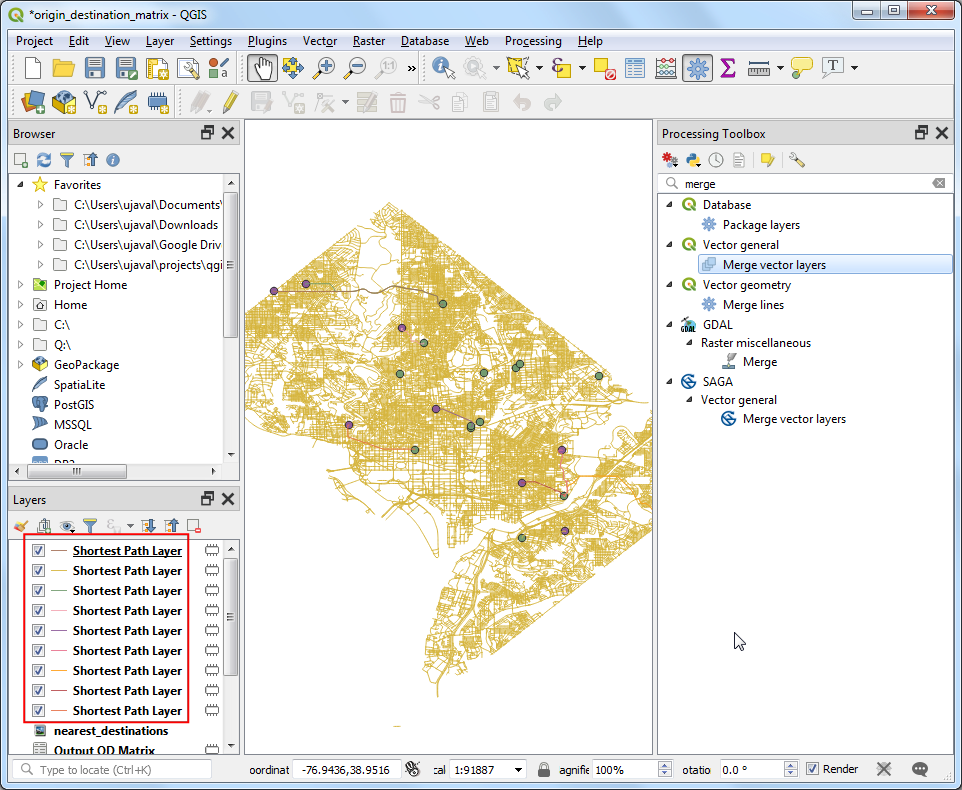 *origin_destination_matrix - QGIS
Project Edit View Layer Settings Plugins Vector Raster Database Web Processing Help
Browser
Favorites
C:\Users\ujaval\Documents\
C:\Users\ujaval\Downloads
C:\Users\ujaval\Google Driv
C:\Users\ujaval\projects\qgi
Project Home
Home
C:\
Q:\
GeoPackage
SpatiaLite
PostGIS
MSSQL
Oracle
DB2
Layers
Shortest Path Layer
Shortest Path Layer
Shortest Path Layer
Shortest Path Layer
Shortest Path Layer
Shortest Path Layer
Shortest Path Layer
Shortest Path Layer
Shortest Path Layer
nearest_destinations
Output OD Matrix
Processing Toolbox
merge
Database
Package layers
Vector general
Merge vector layers
Vector geometry
Merge lines
GDAL
Raster miscellaneous
Merge
SAGA
Vector general
Merge vector layers
Type to locate (Ctrl+K) oordinat -76.9436,38.9516 cal 1:91887 agnifie 100% otatio 0.0 ° Render